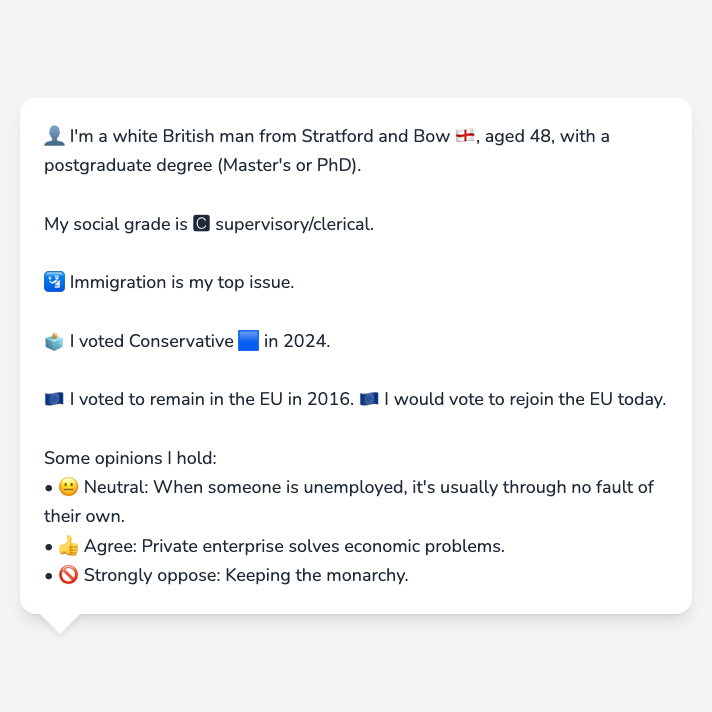 👤 I'm a white British man from Stratford and Bow 🏴󠁧󠁢󠁥󠁮󠁧󠁿, aged 48, with a
postgraduate degree (Master's or PhD).
My social grade is 🅲 supervisory/clerical.
🛂 Immigration is my top issue.
🗳️ I voted Conservative 🟦 in 2024.
🇪🇺 I voted to remain in the EU in 2016. 🇪🇺 I would vote to rejoin the EU today.
Some opinions I hold:
• 😐 Neutral: When someone is unemployed, it's usually through no fault of
their own.
• 👍 Agree: Private enterprise solves economic problems.
• 🚫 Strongly oppose: Keeping the monarchy.